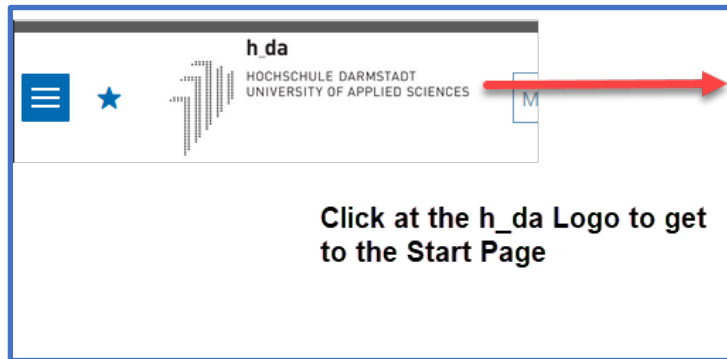 h_da
HOCHSCHULE DARMSTADT
UNIVERSITY OF APPLIED SCIENCES
M
Click at the h_da Logo to get
to the Start Page